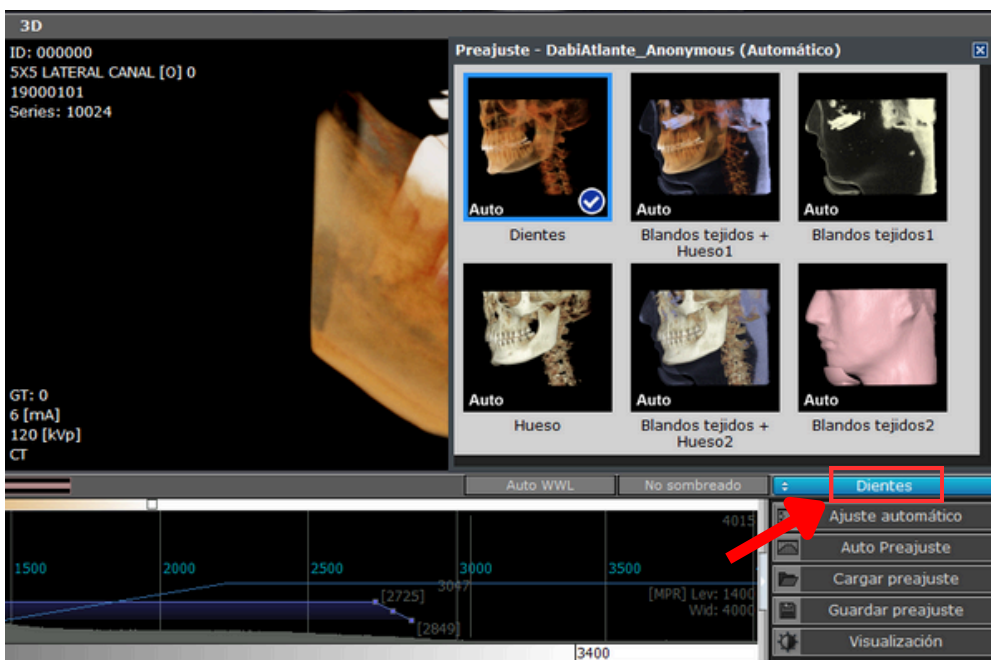 3D
ID: 000000
5X5 LATERAL CANAL [O] 0
19000101
Series: 10024
GT: 0
6 [mA]
120 [kVp]
CT
Preajuste - DabiAtlante_Anonymous (Automático)
Auto
Auto
Auto
Dientes
Blandos tejidos +
Hueso1
Blandos tejidos1
Auto
Auto
Auto
Hueso
Blandos tejidos +
Hueso2
Blandos tejidos2
Auto WWL
No sombreado
Dientes
4015
1500
2000
2500
3000
3500
3047
[2725]
[2849]
[MPR] Lev: 1400
Wid: 4000
3400
Ajuste automático
Auto Preajuste
Cargar preajuste
Guardar preajuste
Visualización